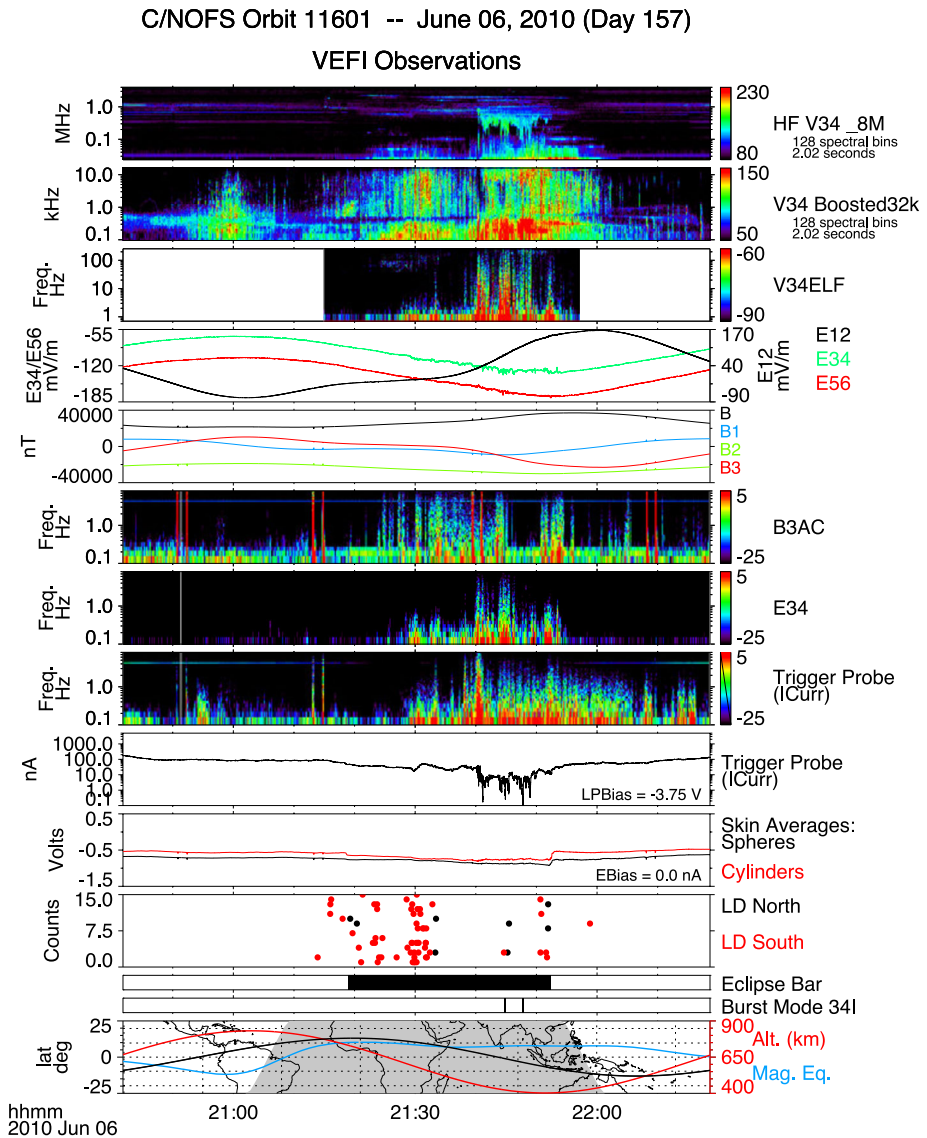 C/NOFS Orbit 11601 -- June 06, 2010 (Day 157)
VEFI Observations
MHz
1.0
0.1
230
80
HF V34 _8M
128 spectral bins
2.02 seconds
kHz
10.0
1.0
0.1
150
50
V34 Boosted32k
128 spectral bins
2.02 seconds
Freq.
Hz
100
10
1
-60
-90
V34ELF
E34/E56
mV/m
-55
-120
-185
170
40
-90
E12
mV/m
E12
E34
E56
nT
40000
0
-40000
B
B1
B2
B3
Freq.
Hz
1.0
0.1
5
-25
B3AC
Freq.
Hz
1.0
0.1
5
-25
E34
Freq.
Hz
1.0
0.1
5
-25
Trigger Probe
(ICurr)
nA
1000.0
100.0
10.0
1.0
0.1
LPBias = -3.75 V
Trigger Probe
(ICurr)
Volts
0.5
-0.5
-1.5
EBias = 0.0 nA
Skin Averages:
Spheres
Cylinders
Counts
15.0
7.5
0.0
LD North
LD South
Eclipse Bar
Burst Mode 34I
lat
deg
25
0
-25
900
650
400
Alt. (km)
Mag. Eq.
hhmm
2010 Jun 06
21:00
21:30
22:00